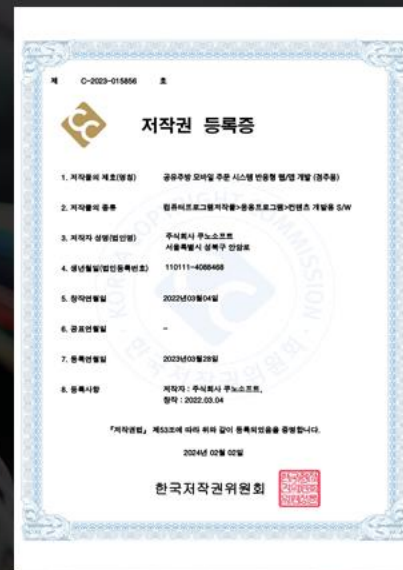 제 C-2023-015856 호
저작권 등록증
1. 저작물의 제호(명칭) 공유주방 모바일 주문 시스템 반응형 웹/앱 개발 (점주용)
2. 저작물의 종류 컴퓨터프로그램저작물>응용프로그램>컨텐츠 개발용 S/W
3. 저작자 성명(법인명) 주식회사 쿠노소프트
서울특별시 성북구 안암로
4. 생년월일(법인등록번호) 110111-4088468
5. 창작연월일 2022년03월04일
6. 공표연월일 -
7. 등록연월일 2023년03월28일
8. 등록사항 저작자 : 주식회사 쿠노소프트,
창작 : 2022.03.04
『저작권법』 제53조에 따라 위와 같이 등록되었음을 증명합니다.
2024년 02월 02일
한국저작권위원회